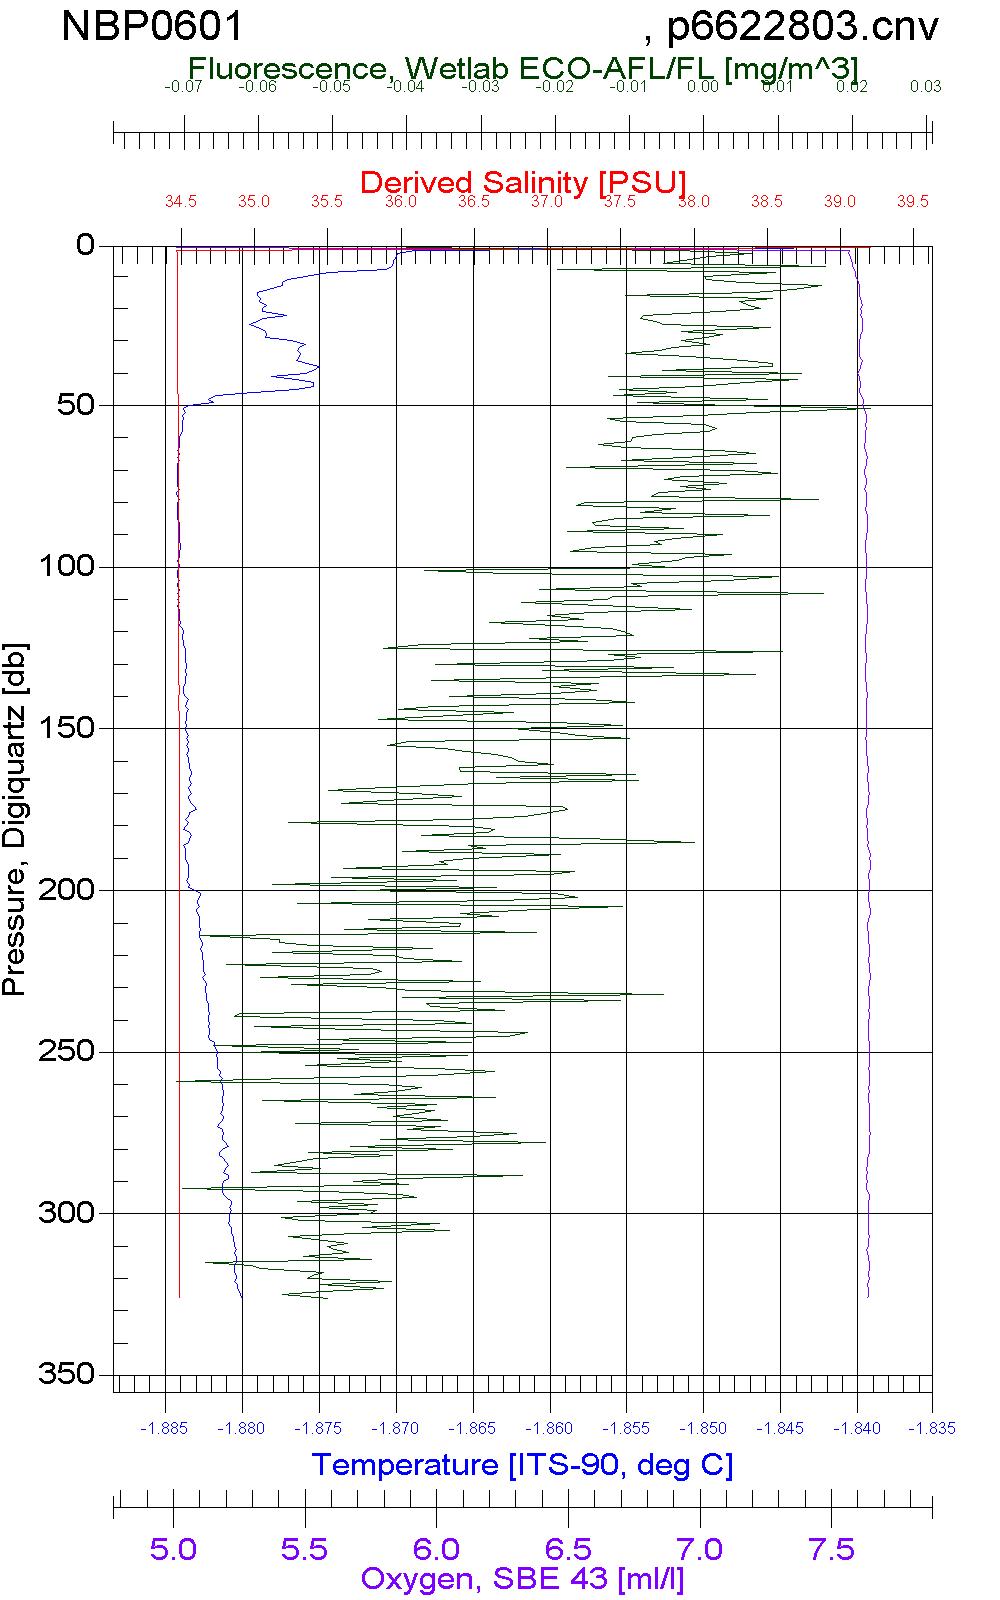 NBP0601 , p6622803.cnv
Fluorescence, Wetlab ECO-AFL/FL [mg/m^3]
-0.07 -0.06 -0.05 -0.04 -0.03 -0.02 -0.01 0.00 0.01 0.02 0.03
Derived Salinity [PSU]
34.5 35.0 35.5 36.0 36.5 37.0 37.5 38.0 38.5 39.0 39.5
0
50
100
150
200
250
300
350
Pressure, Digiquartz [db]
-1.885 -1.880 -1.875 -1.870 -1.865 -1.860 -1.855 -1.850 -1.845 -1.840 -1.835
Temperature [ITS-90, deg C]
5.0 5.5 6.0 6.5 7.0 7.5
Oxygen, SBE 43 [ml/l]